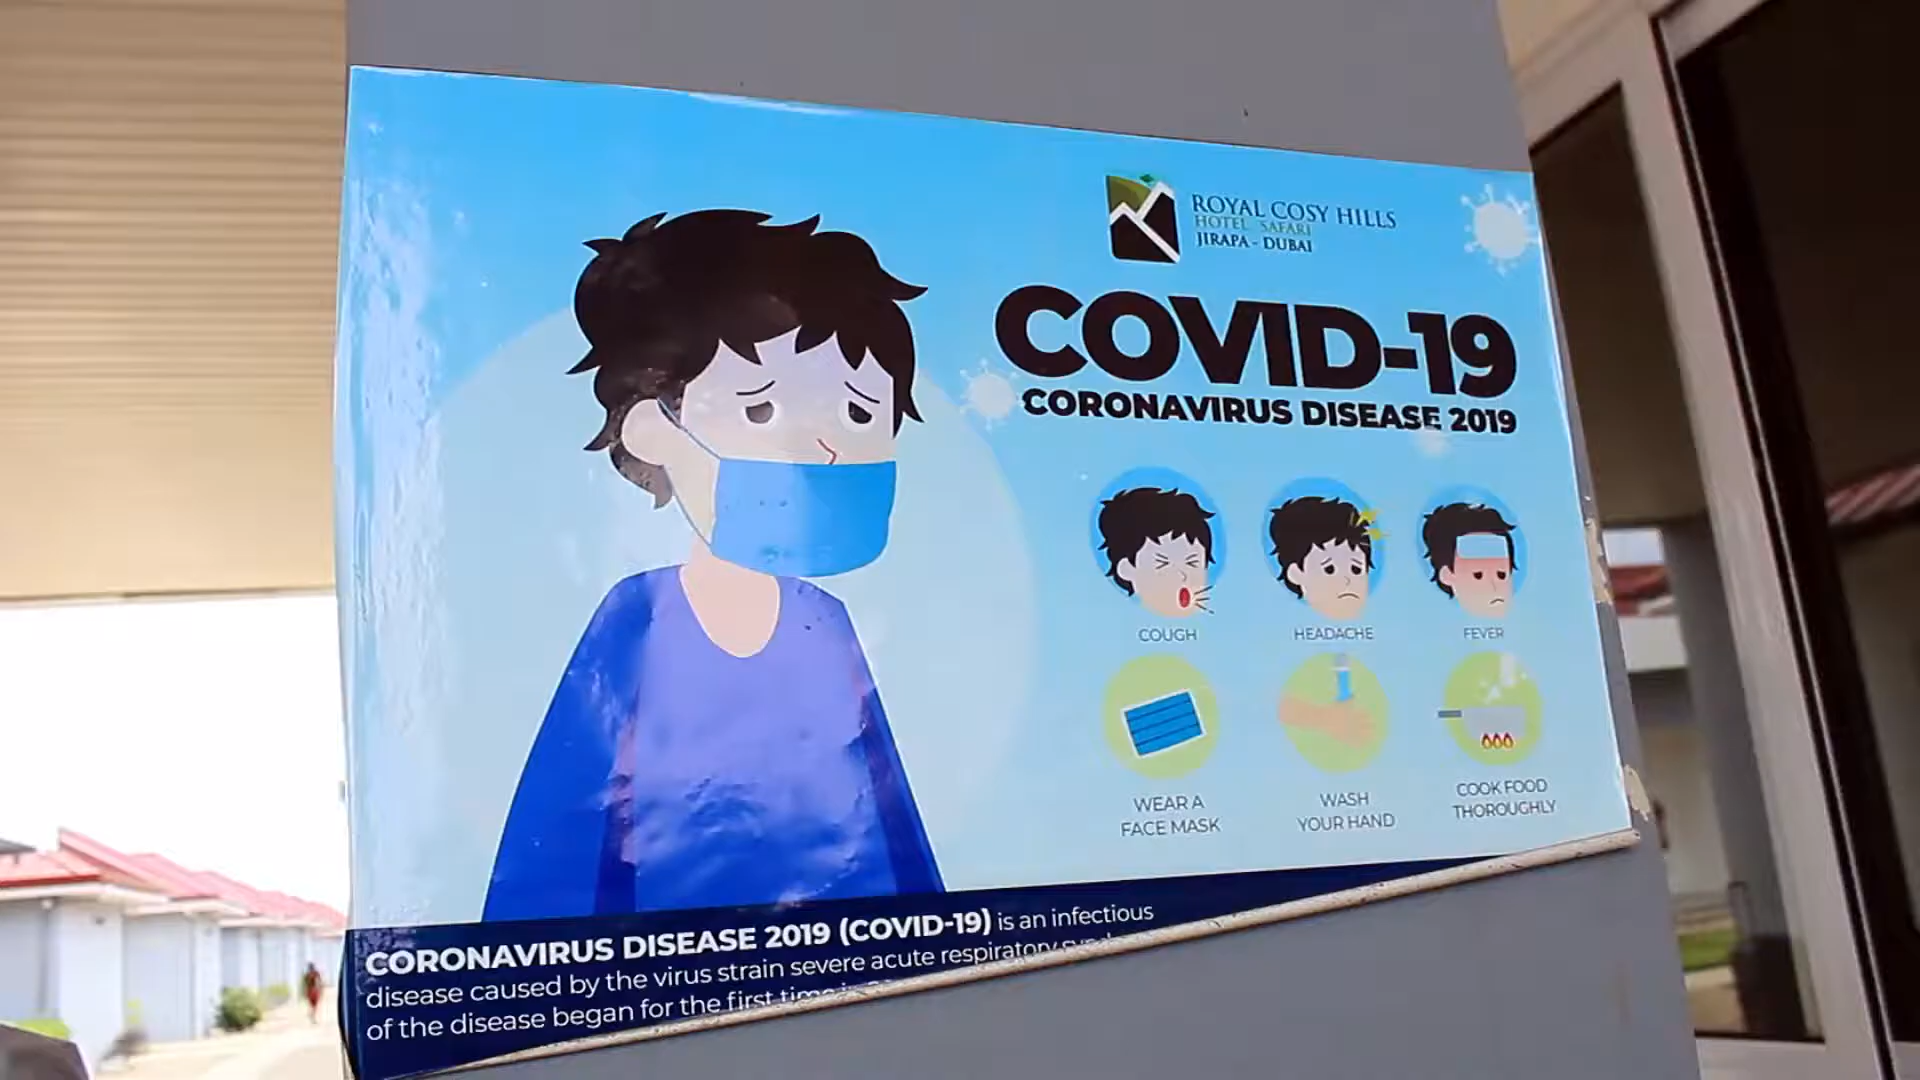 ROYAL COSY HILLS
HOTEL SAFARI
JIRAPA - DUBAI
COVID-19
CORONAVIRUS DISEASE 2019
COUGH
HEADACHE
FEVER
WEAR A
FACE MASK
WASH
YOUR HAND
COOK FOOD
THOROUGHLY
CORONAVIRUS DISEASE 2019 (COVID-19) is an infectious
disease caused by the virus strain severe acute respiratory
of the disease began for the first time